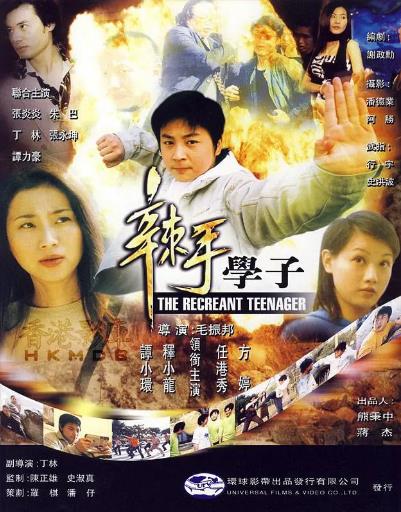 聯合主演
張炎炎 朱 巴
丁 林 張永坤
譚力豪
編劇:
謝政勳
攝影:
潘德業
阿 勝
武指:
行 宇
史洪波
辣手
學子
THE RECREANT TEENAGER
香港影庫
HKMDB
導 演:毛振邦
領銜主演
譚小環
釋小龍
任港秀
方婷
出品人:
熊秉中
蔣 杰
副導演:丁林
監制:陳正雄 史淑真
策劃:羅 棋 潘 仔
環球影帶出品發行有限公司
UNIVERSAL FILMS & VIDEO CO.,LTD
發行